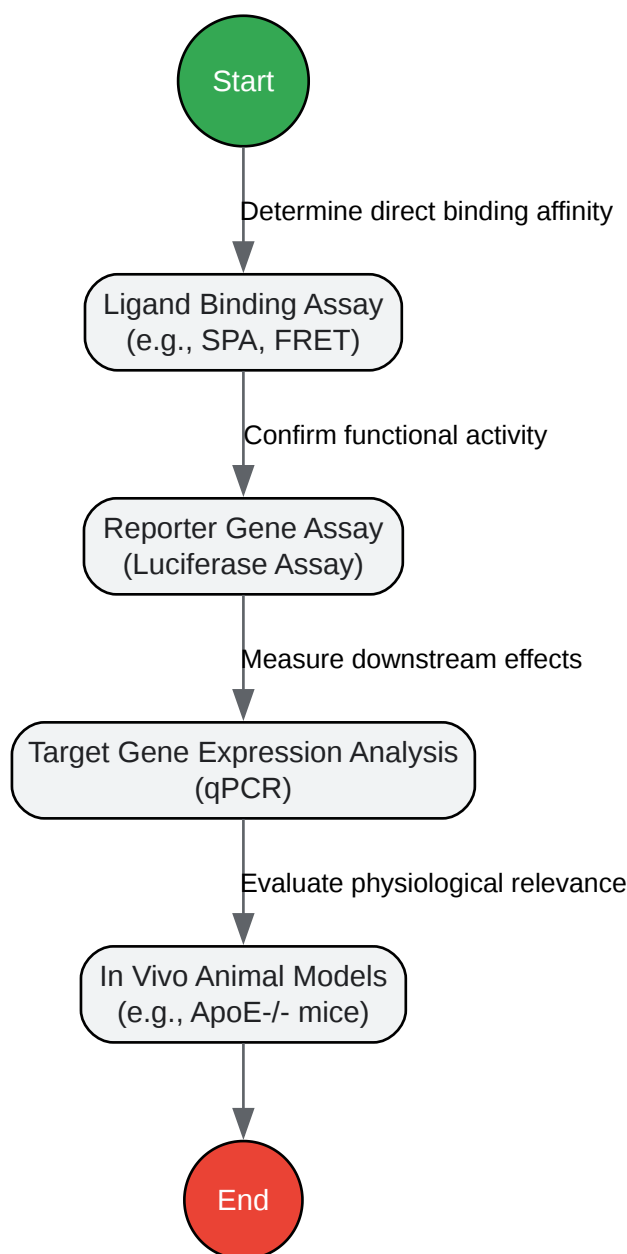 Start
Determine direct binding affinity
Ligand Binding Assay
(e.g., SPA, FRET)
Confirm functional activity
Reporter Gene Assay
(Luciferase Assay)
Measure downstream effects
Target Gene Expression Analysis
(qPCR)
Evaluate physiological relevance
In Vivo Animal Models
(e.g., ApoE-/- mice)
End